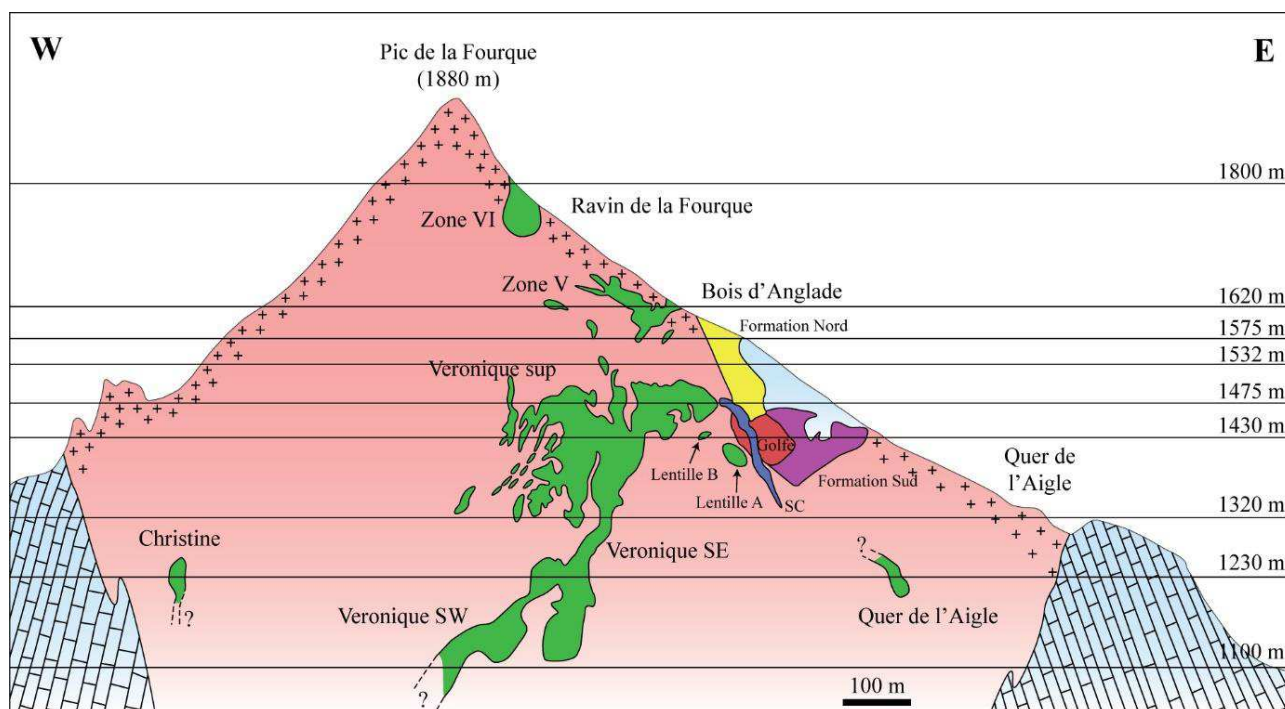 W
E
Pic de la Fourque
(1880 m)
1800 m
Zone VI
Ravin de la Fourque
Zone V
Bois d'Anglade
1620 m
Formation Nord
1575 m
1532 m
Veronique sup
1475 m
1430 m
Golfe
Lentille B
Lentille A
Formation Sud
SC
Quer de
l'Aigle
1320 m
Christine
Veronique SE
?
?
1230 m
Veronique SW
Quer de l'Aigle
1100 m
?
100 m